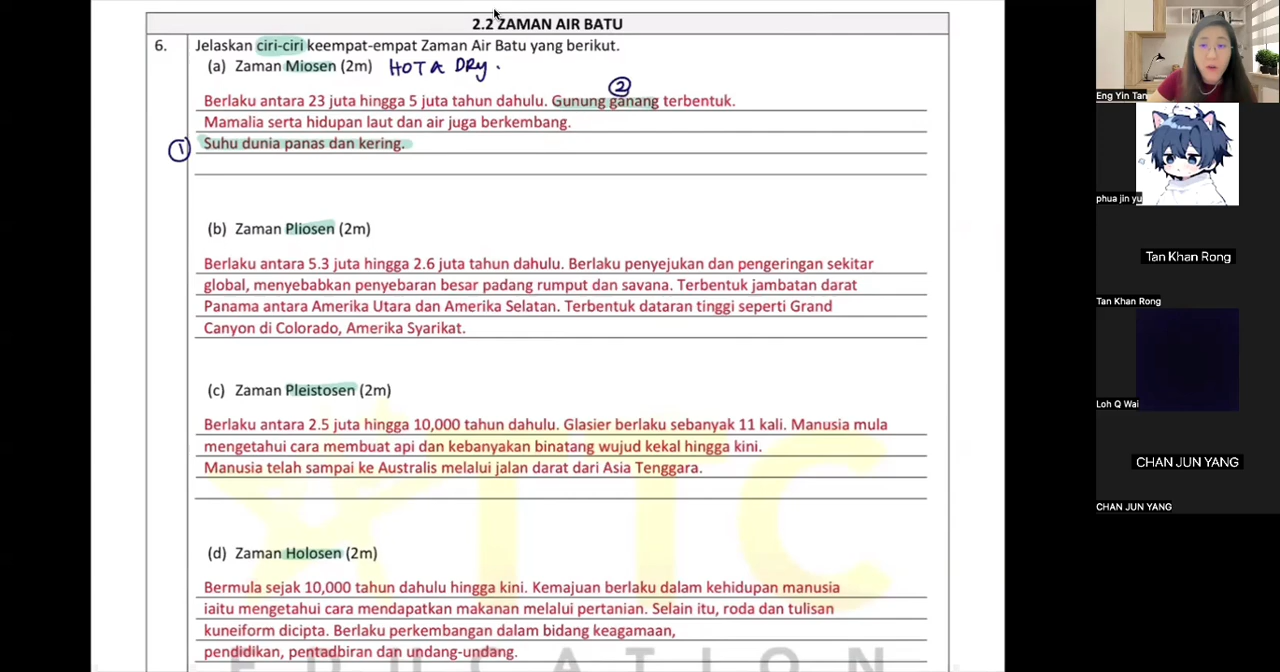 2.2 ZAMAN AIR BATU
6. Jelaskan ciri-ciri keempat-empat Zaman Air Batu yang berikut.
(a) Zaman Miosen (2m) HOT & DRY.
②
Berlaku antara 23 juta hingga 5 juta tahun dahulu. Gunung ganang terbentuk.
Mamalia serta hidupan laut dan air juga berkembang.
① Suhu dunia panas dan kering.
(b) Zaman Pliosen (2m)
Berlaku antara 5.3 juta hingga 2.6 juta tahun dahulu. Berlaku penyejukan dan pengeringan sekitar
global, menyebabkan penyebaran besar padang rumput dan savana. Terbentuk jambatan darat
Panama antara Amerika Utara dan Amerika Selatan. Terbentuk dataran tinggi seperti Grand
Canyon di Colorado, Amerika Syarikat.
(c) Zaman Pleistosen (2m)
Berlaku antara 2.5 juta hingga 10,000 tahun dahulu. Glasier berlaku sebanyak 11 kali. Manusia mula
mengetahui cara membuat api dan kebanyakan binatang wujud kekal hingga kini.
Manusia telah sampai ke Australis melalui jalan darat dari Asia Tenggara.
(d) Zaman Holosen (2m)
Bermula sejak 10,000 tahun dahulu hingga kini. Kemajuan berlaku dalam kehidupan manusia
iaitu mengetahui cara mendapatkan makanan melalui pertanian. Selain itu, roda dan tulisan
kuneiform dicipta. Berlaku perkembangan dalam bidang keagamaan,
pendidikan, pentadbiran dan undang-undang.
EDUCATION
Eng Yin Tan
phua jin yu
Tan Khan Rong
Tan Khan Rong
Loh Q Wai
CHAN JUN YANG
CHAN JUN YANG